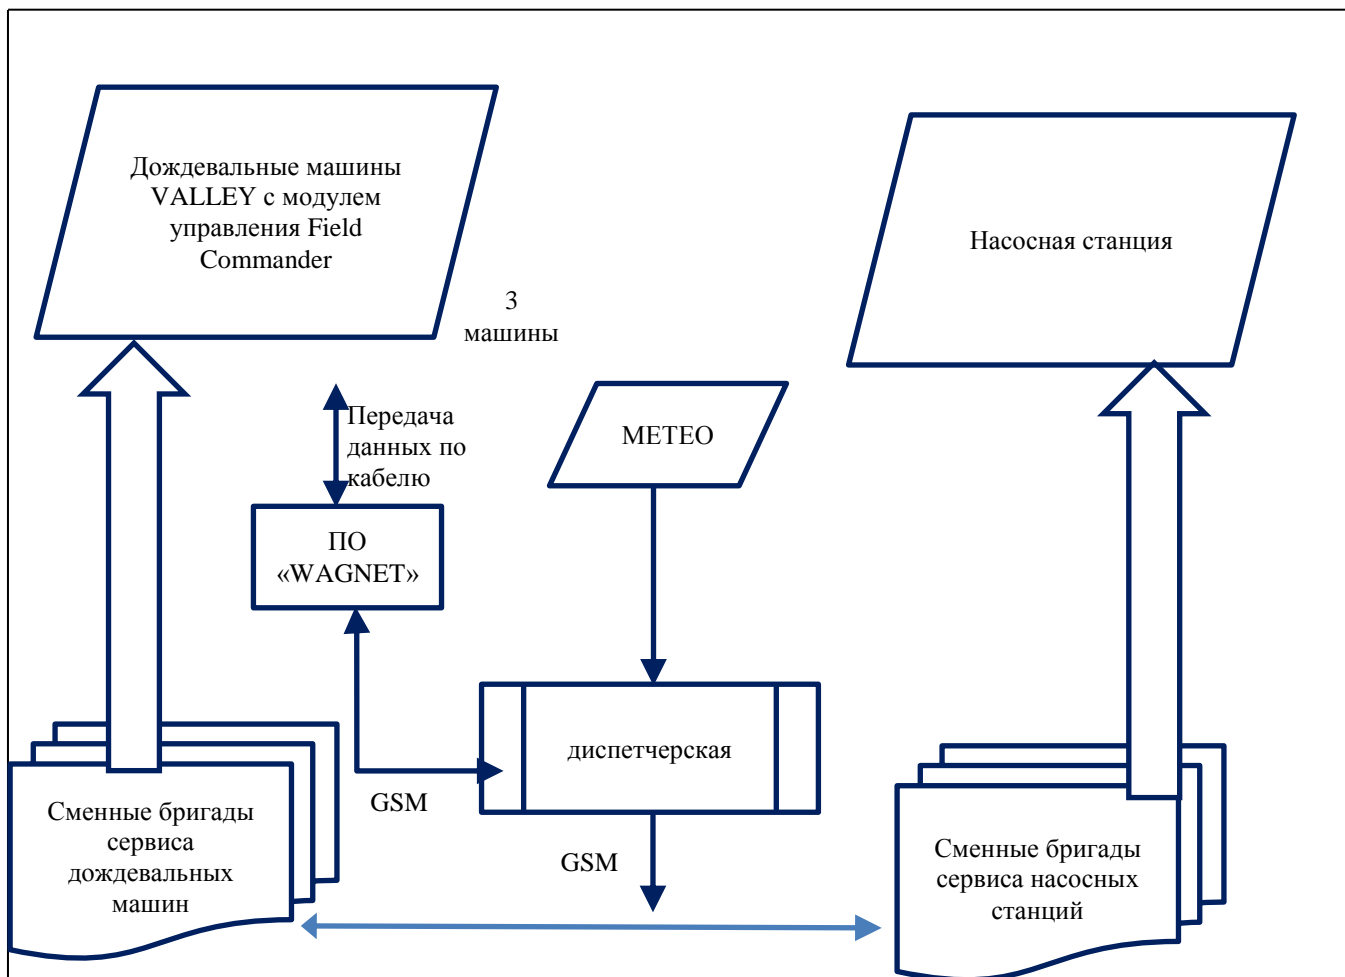 Дождевальные машины
VALLEY с модулем
управления Field
Commander
Насосная станция
3
машины
Передача
данных по
кабелю
МЕТЕО
ПО
«WAGNET»
диспетчерская
GSM
GSM
Сменные бригады
сервиса
дождевальных
машин
Сменные бригады
сервиса насосных
станций